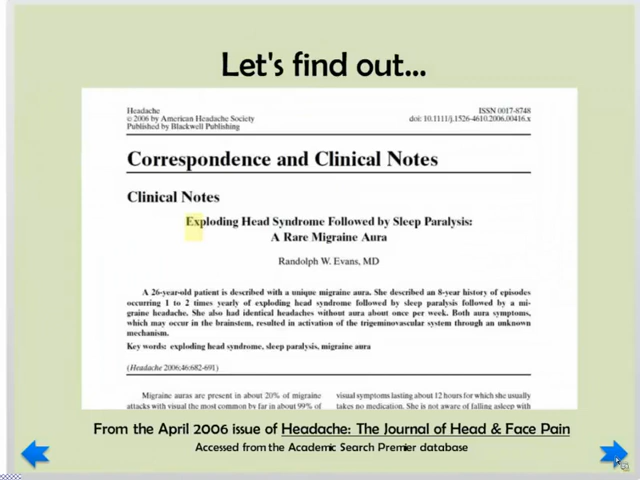 Let's find out...
Headache
© 2006 by American Headache Society
Published by Blackwell Publishing
ISSN 0017-8748
doi: 10.1111/j.1526-4610.2006.00416.x
Correspondence and Clinical Notes
Clinical Notes
Exploding Head Syndrome Followed by Sleep Paralysis:
A Rare Migraine Aura
Randolph W. Evans, MD
A 26-year-old patient is described with a unique migraine aura. She described an 8-year history of episodes
occurring 1 to 2 times yearly of exploding head syndrome followed by sleep paralysis followed by a mi-
graine headache. She also had identical headaches without aura about once per week. Both aura symptoms,
which may occur in the brainstem, resulted in activation of the trigeminovascular system through an unknown
mechanism.
Key words: exploding head syndrome, sleep paralysis, migraine aura
(Headache 2006;46:682-691)
Migraine auras are present in about 20% of migraine
attacks with visual the most common by far in about 99% of
visual symptoms lasting about 12 hours for which she usually
takes no medication. She is not aware of falling asleep with
From the April 2006 issue of Headache: The Journal of Head & Face Pain
Accessed from the Academic Search Premier database